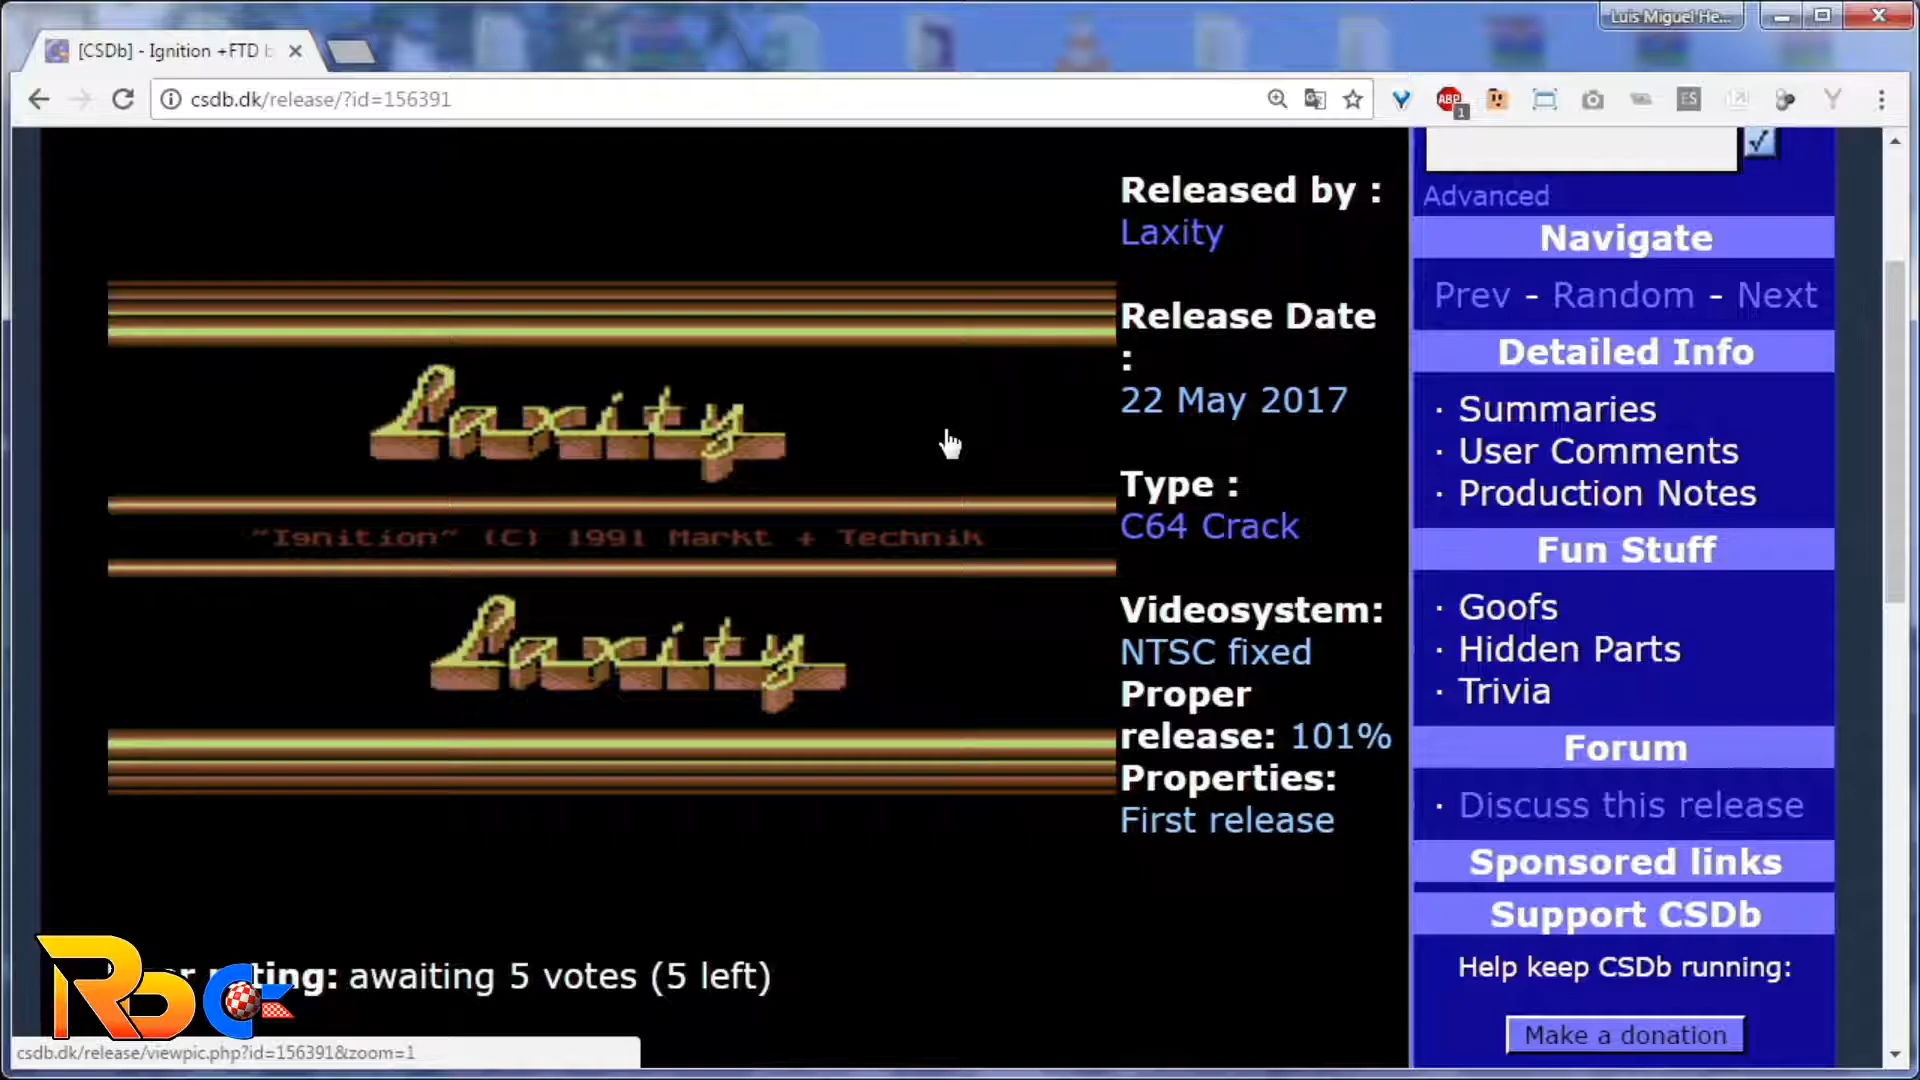 Luis Miguel He...
[CSDb] - Ignition +FTD b
csdb.dk/release/?id=156391
ABP
1
ES
Advanced
Released by :
Laxity
Release Date
:
22 May 2017
Type :
C64 Crack
Videosystem:
NTSC fixed
Proper
release: 101%
Properties:
First release
Laxity
"Ignition" (C) 1991 Markt + Technik
Laxity
ting: awaiting 5 votes (5 left)
Navigate
Prev - Random - Next
Detailed Info
· Summaries
· User Comments
· Production Notes
Fun Stuff
· Goofs
· Hidden Parts
· Trivia
Forum
· Discuss this release
Sponsored links
Support CSDb
Help keep CSDb running:
Make a donation
csdb.dk/release/viewpic.php?id=156391&zoom=1